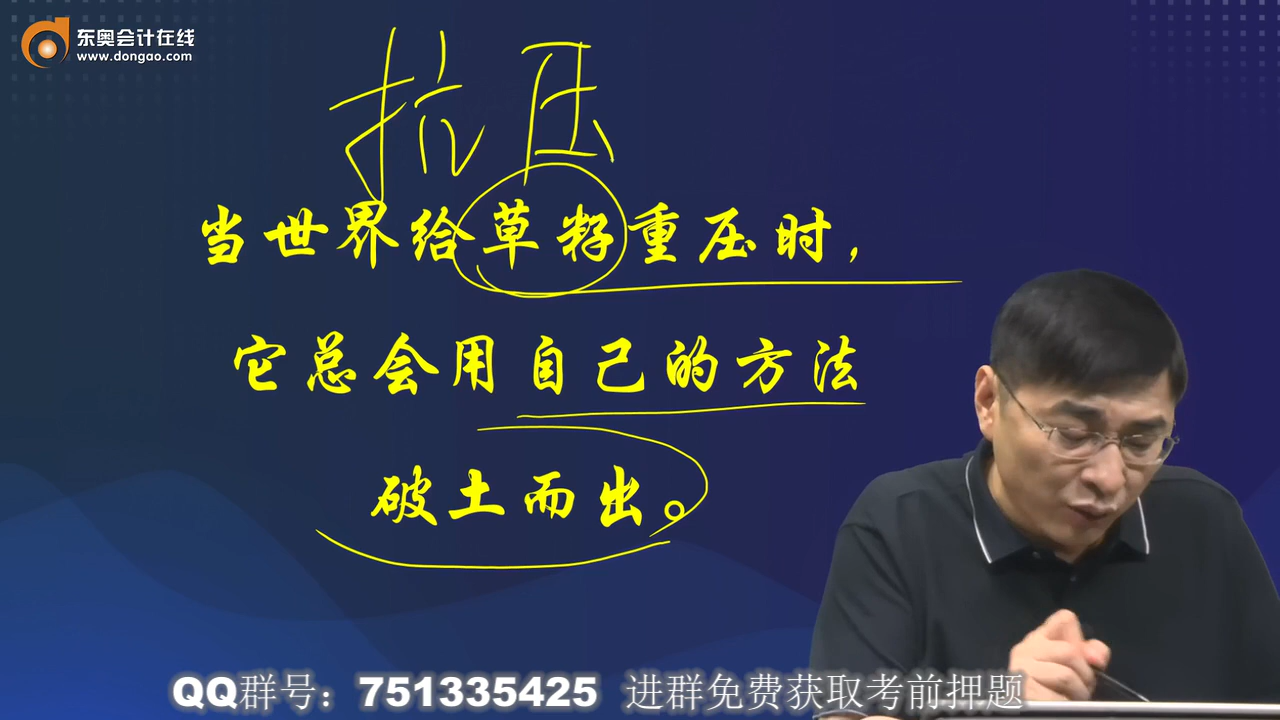 东奥会计在线
www.dongao.com
抗压
当世界给草籽重压时，
它总会用自己的方法
破土而出。
QQ群号：751335425 进群免费获取考前押题